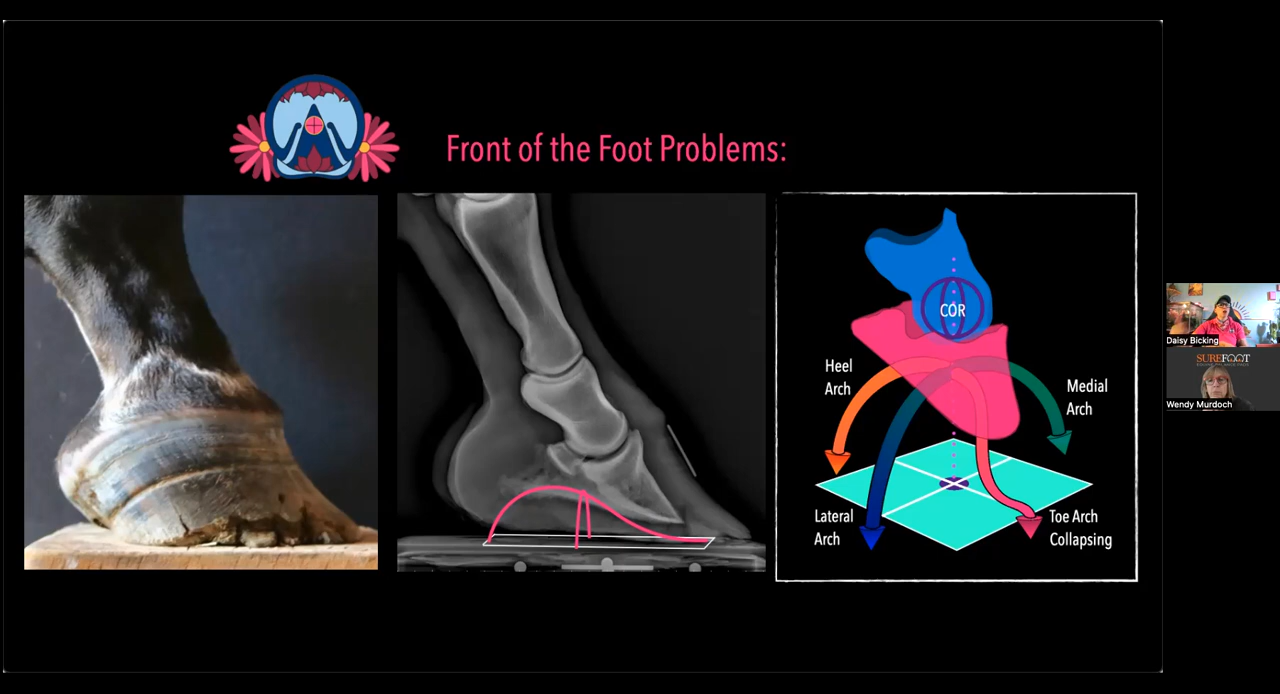 Front of the Foot Problems:
COR
Heel
Arch
Medial
Arch
Lateral
Arch
Toe Arch
Collapsing
Daisy Bicking
SUREFOOT
Wendy Murdoch